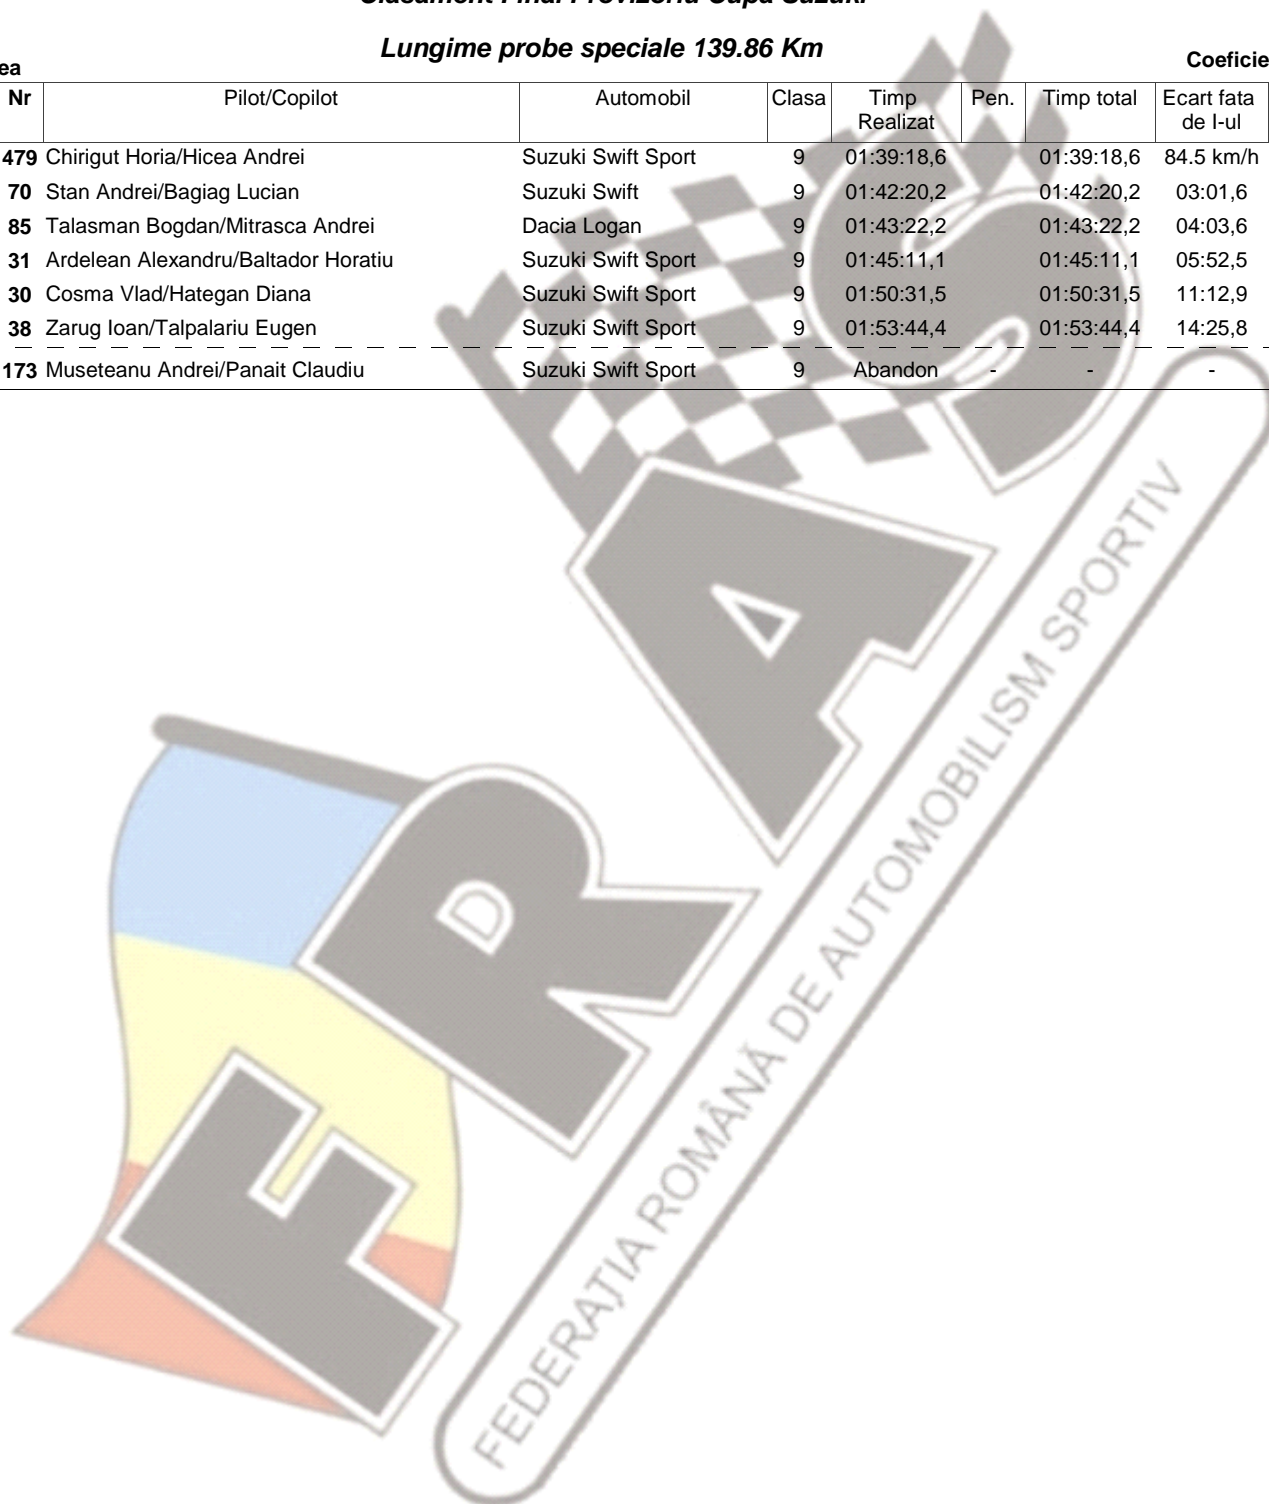 Clasament Final Provizoriu Cupa Suzuki
Lungime probe speciale 139.86 Km
ea Coeficie
Nr Pilot/Copilot Automobil Clasa Timp Realizat Pen. Timp total Ecart fata de I-ul
479 Chirigut Horia/Hicea Andrei Suzuki Swift Sport 9 01:39:18,6 01:39:18,6 84.5 km/h
70 Stan Andrei/Bagiag Lucian Suzuki Swift 9 01:42:20,2 01:42:20,2 03:01,6
85 Talasman Bogdan/Mitrasca Andrei Dacia Logan 9 01:43:22,2 01:43:22,2 04:03,6
31 Ardelean Alexandru/Baltador Horatiu Suzuki Swift Sport 9 01:45:11,1 01:45:11,1 05:52,5
30 Cosma Vlad/Hategan Diana Suzuki Swift Sport 9 01:50:31,5 01:50:31,5 11:12,9
38 Zarug Ioan/Talpalariu Eugen Suzuki Swift Sport 9 01:53:44,4 01:53:44,4 14:25,8
173 Museteanu Andrei/Panait Claudiu Suzuki Swift Sport 9 Abandon - - -
FRAS
FEDERAȚIA ROMÂNĂ DE AUTOMOBILISM SPORTIV